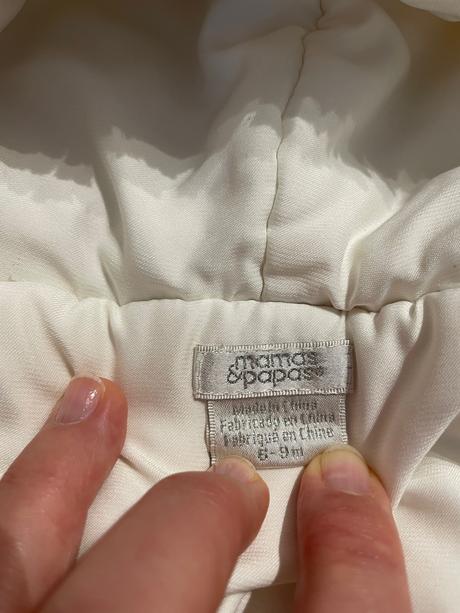 mamas
&papas®
Made in China
Fabricado en China
Fabriqué en Chine
6-9m